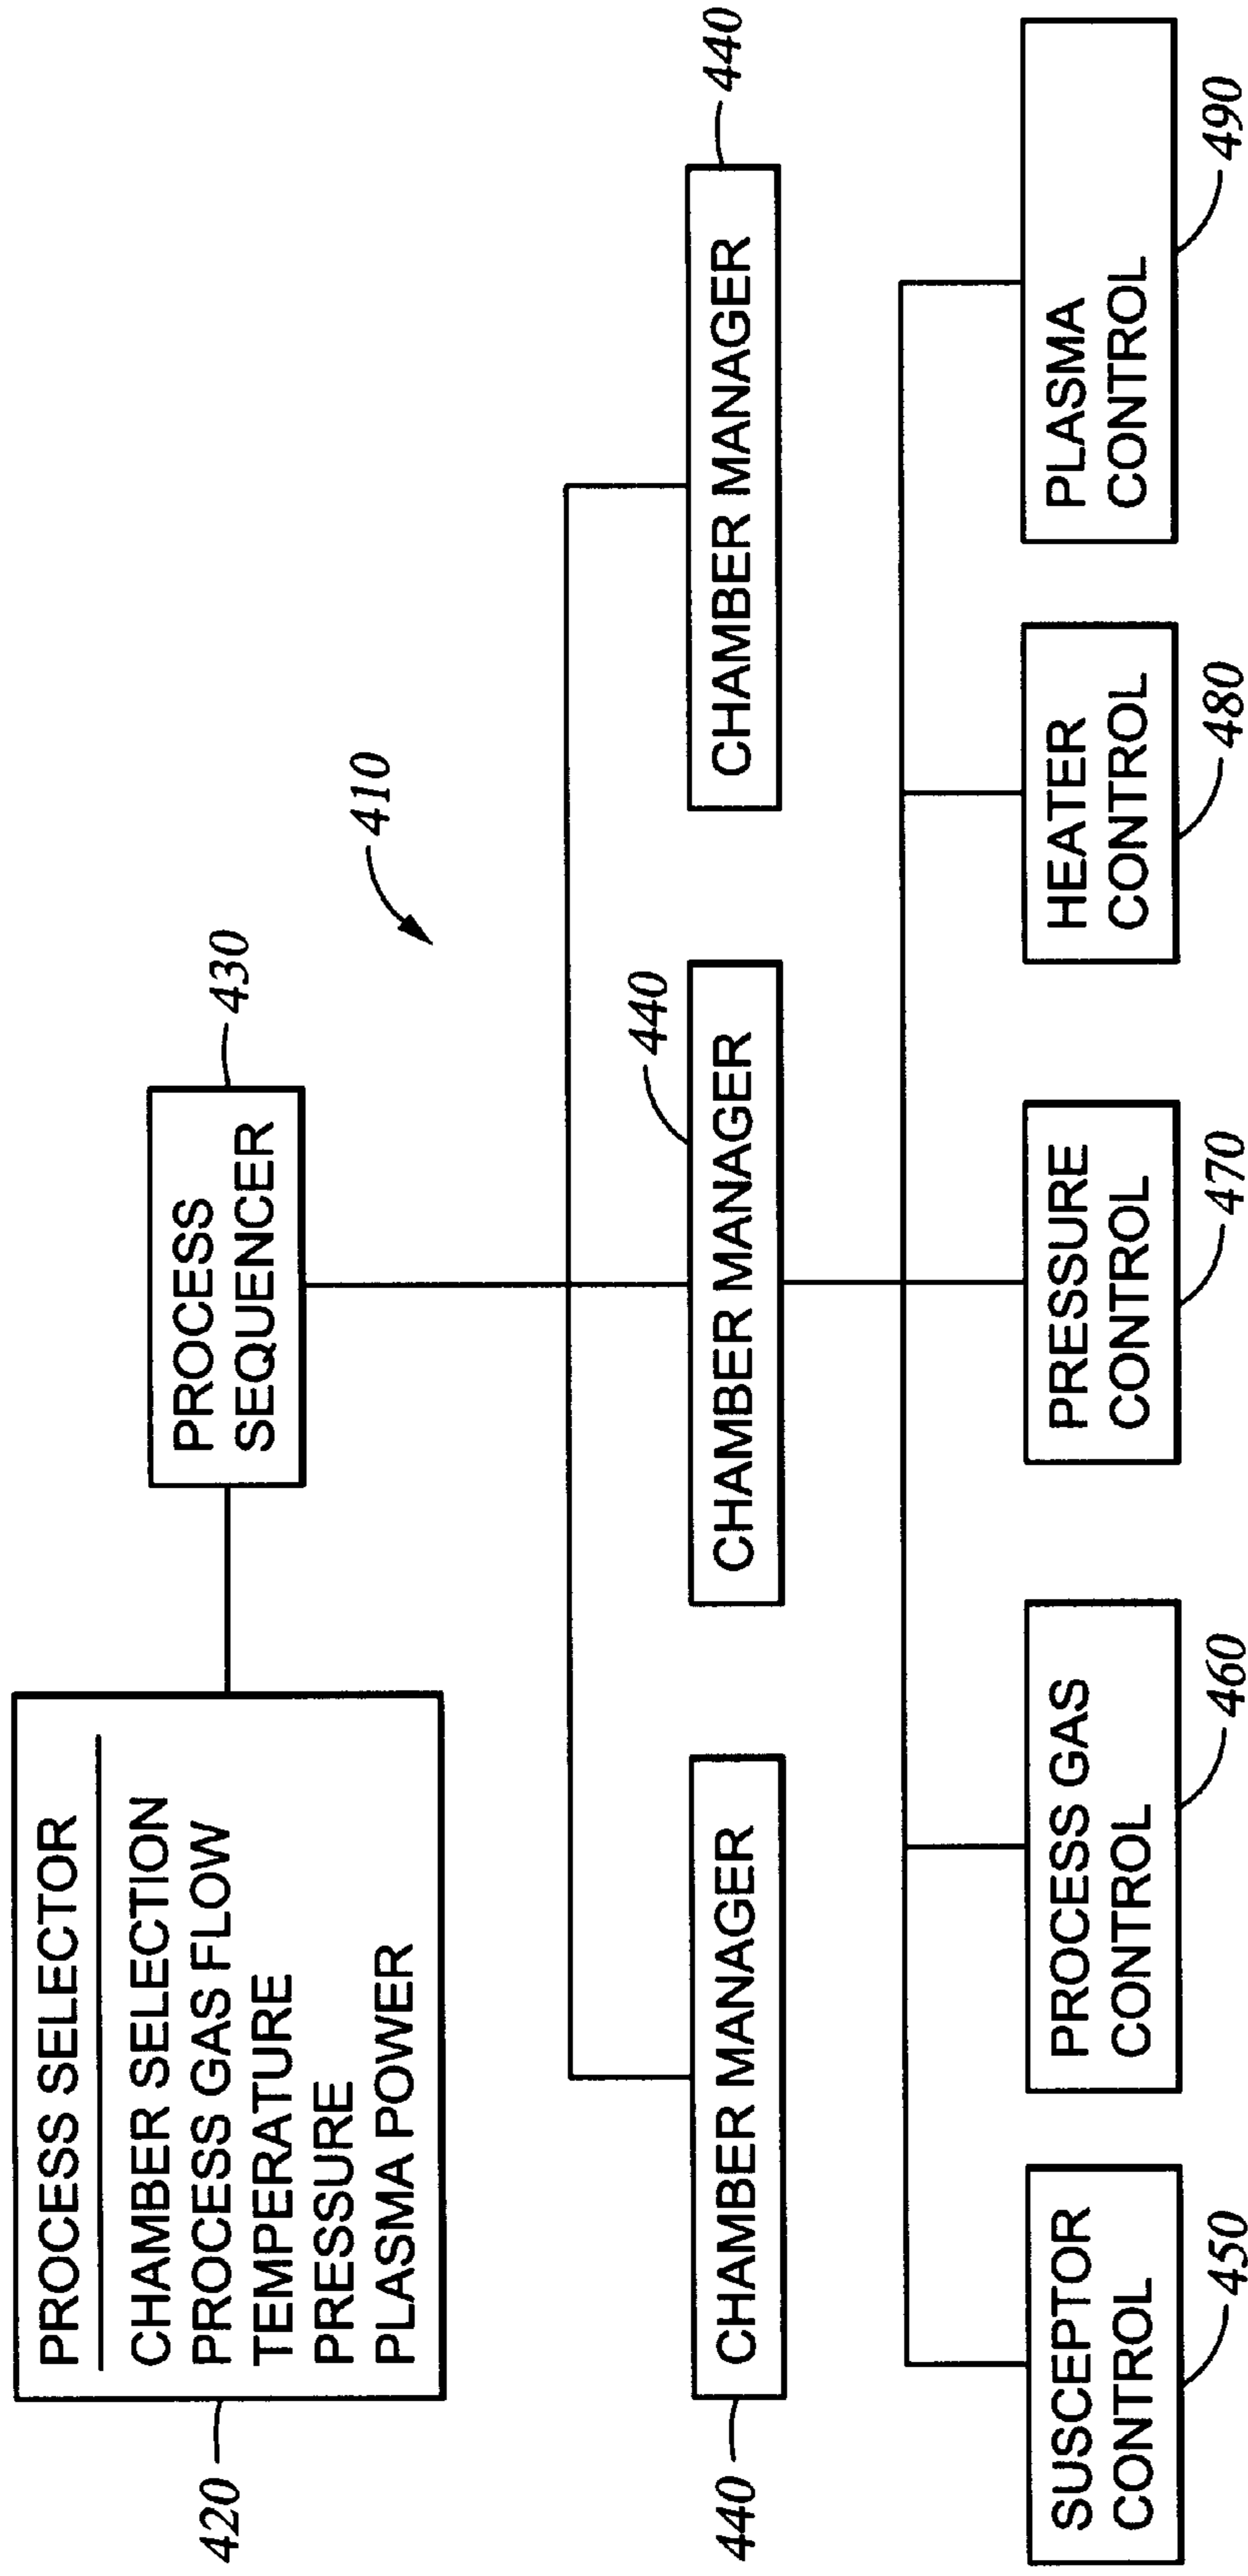 PROCESS SELECTOR
CHAMBER SELECTION
PROCESS GAS FLOW
TEMPERATURE
PRESSURE
PLASMA POWER
420
PROCESS
SEQUENCER
430
410
CHAMBER MANAGER
440
CHAMBER MANAGER
440
CHAMBER MANAGER
440
SUSCEPTOR
CONTROL
450
PROCESS GAS
CONTROL
460
PRESSURE
CONTROL
470
HEATER
CONTROL
480
PLASMA
CONTROL
490